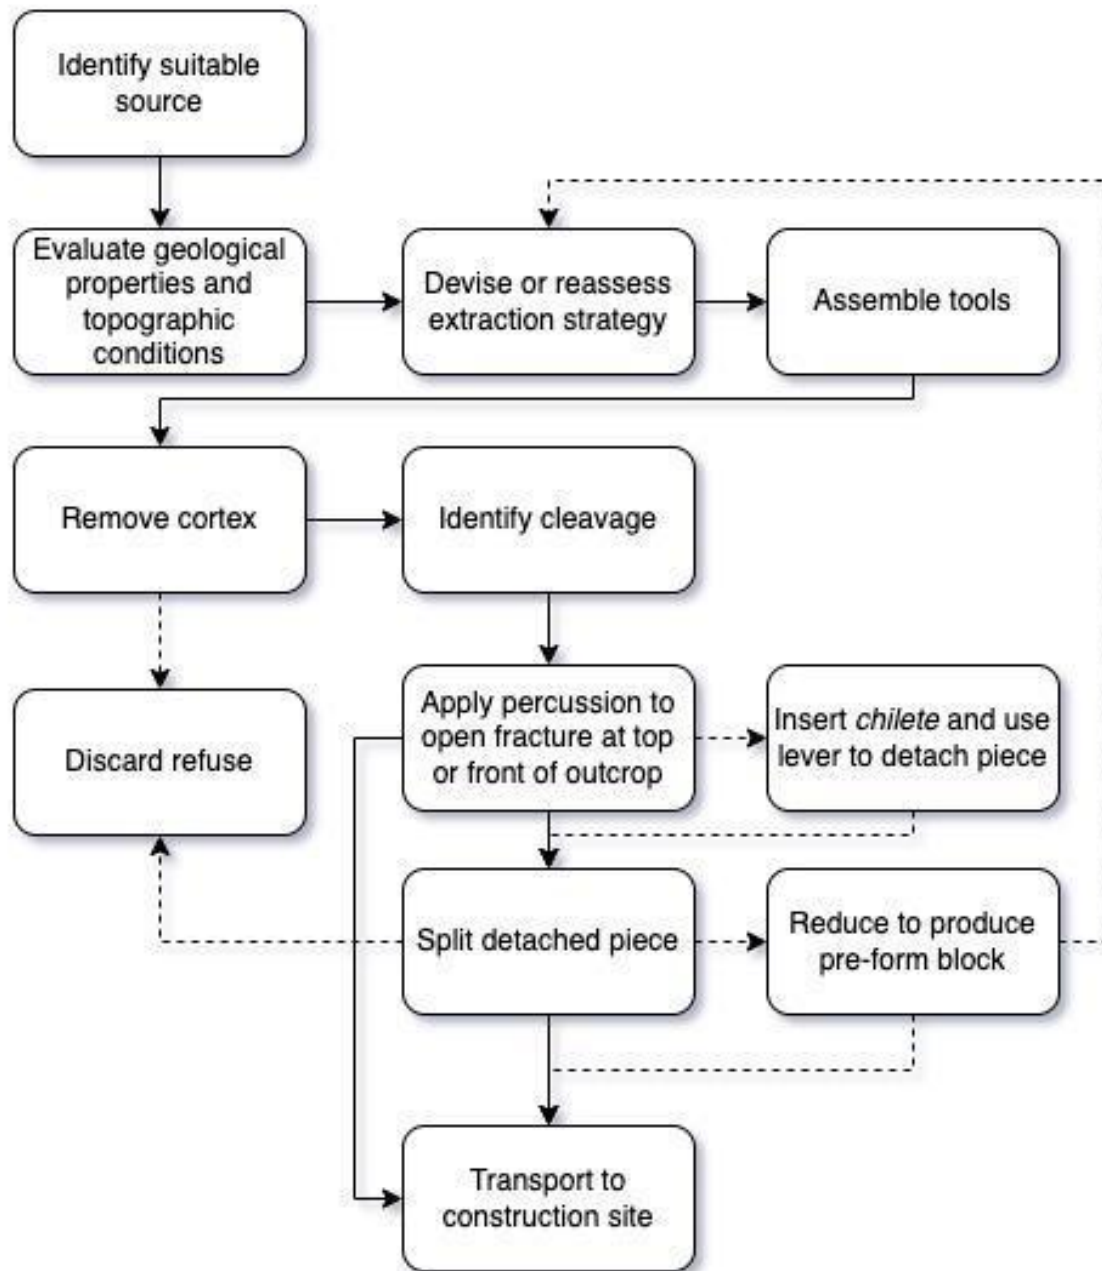 Identify suitable
source
Evaluate geological
properties and
topographic
conditions
Devise or reassess
extraction strategy
Assemble tools
Remove cortex
Identify cleavage
Discard refuse
Apply percussion to
open fracture at top
or front of outcrop
Insert chilete and use
lever to detach piece
Split detached piece
Reduce to produce
pre-form block
Transport to
construction site